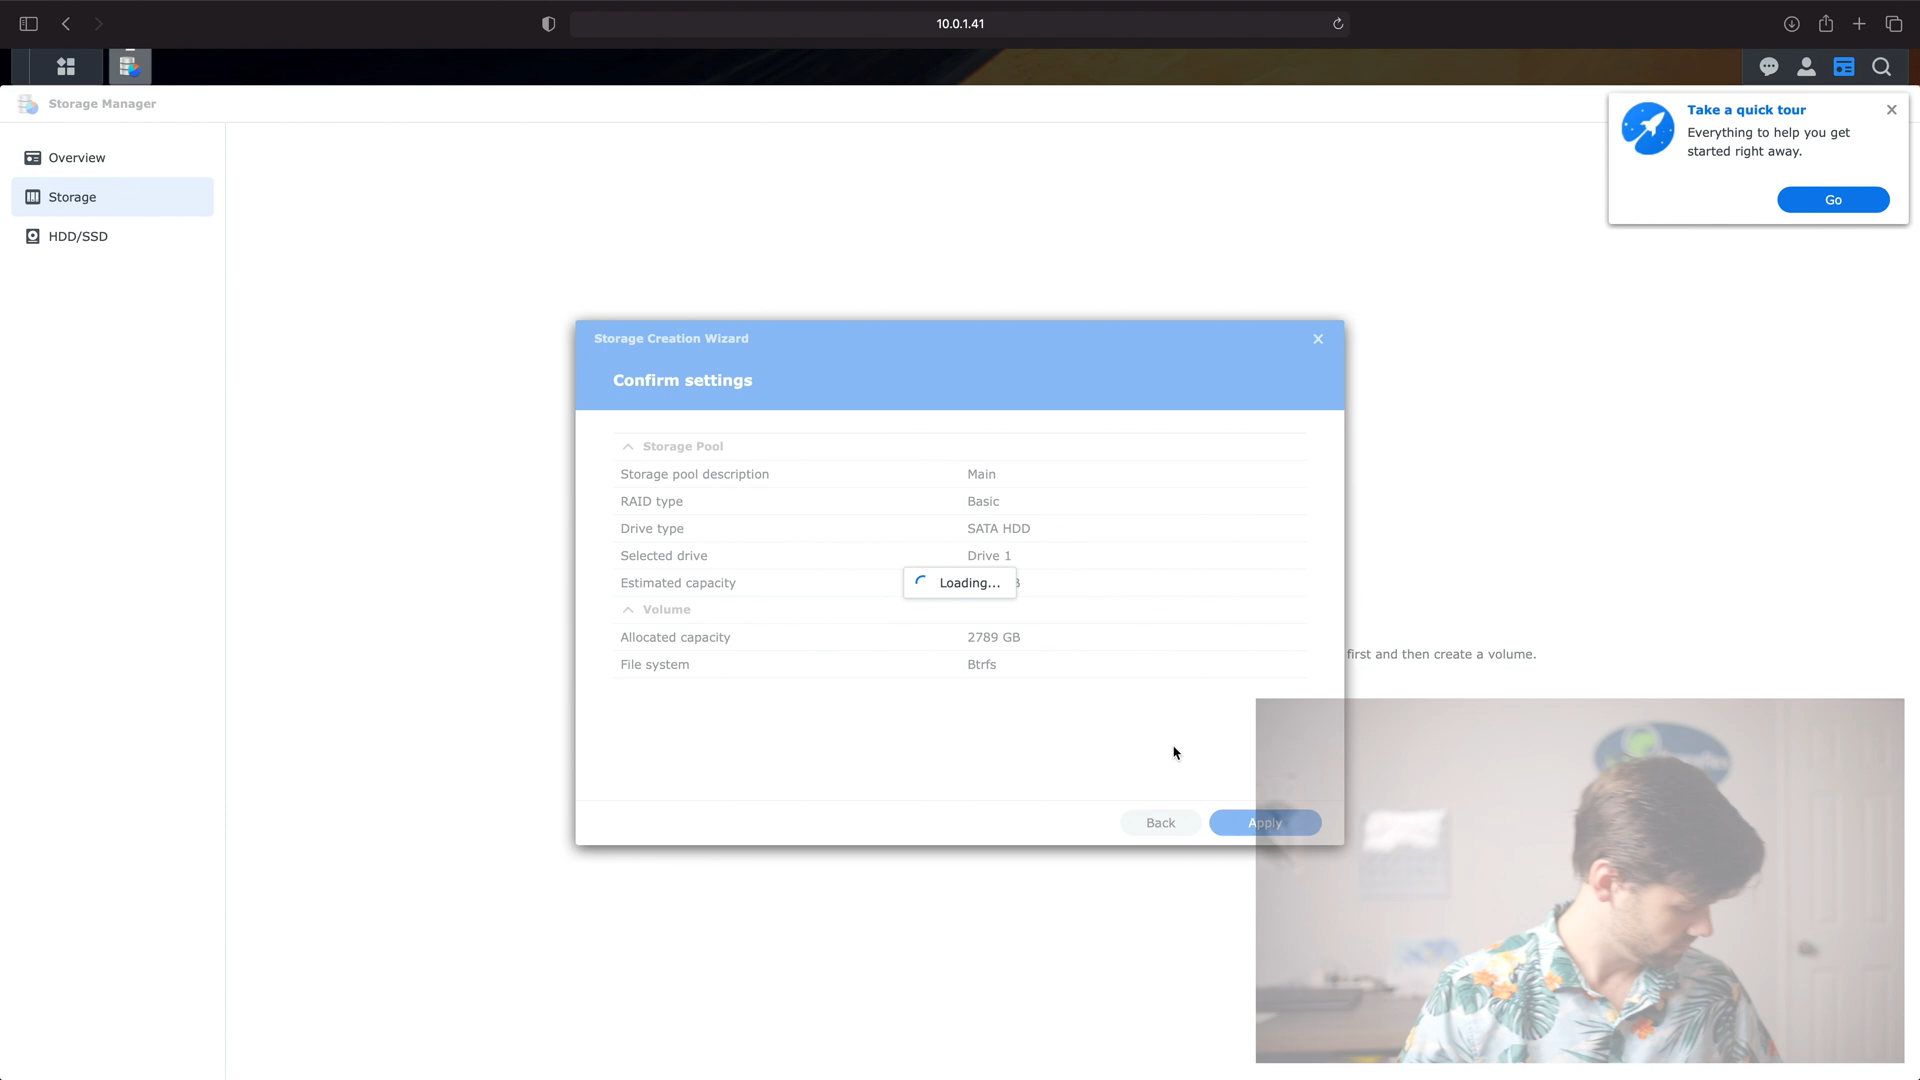 10.0.1.41
Storage Manager
Overview
Storage
HDD/SSD
Take a quick tour
Everything to help you get
started right away.
Go
Storage Creation Wizard
Confirm settings
Storage Pool
Storage pool description Main
RAID type Basic
Drive type SATA HDD
Selected drive Drive 1
Estimated capacity
Loading...
Volume
Allocated capacity 2789 GB
File system Btrfs
first and then create a volume.
Back Apply